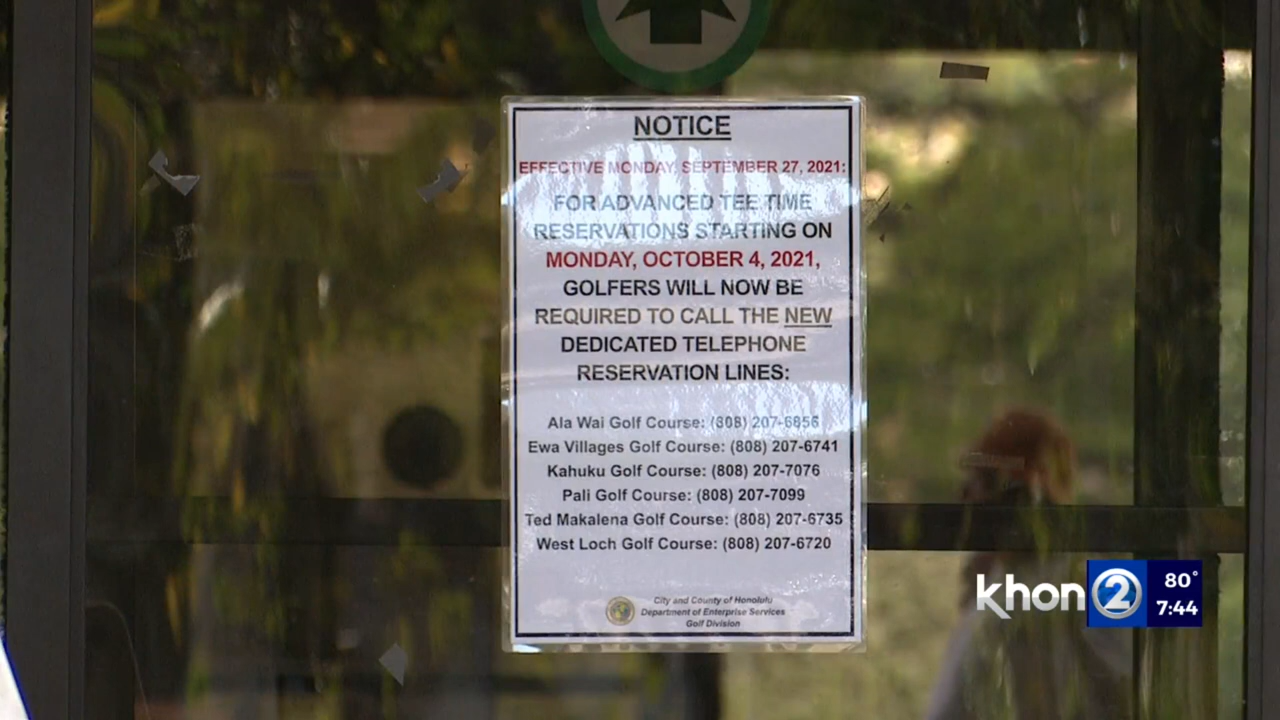 NOTICE
EFFECTIVE MONDAY, SEPTEMBER 27, 2021:
FOR ADVANCED TEE TIME
RESERVATIONS STARTING ON
MONDAY, OCTOBER 4, 2021,
GOLFERS WILL NOW BE
REQUIRED TO CALL THE NEW
DEDICATED TELEPHONE
RESERVATION LINES:
Ala Wai Golf Course: (808) 207-6856
Ewa Villages Golf Course: (808) 207-6741
Kahuku Golf Course: (808) 207-7076
Pali Golf Course: (808) 207-7099
Ted Makalena Golf Course: (808) 207-6735
West Loch Golf Course: (808) 207-6720
City and County of Honolulu
Department of Enterprise Services
Golf Division
khon 2 80°
7:44